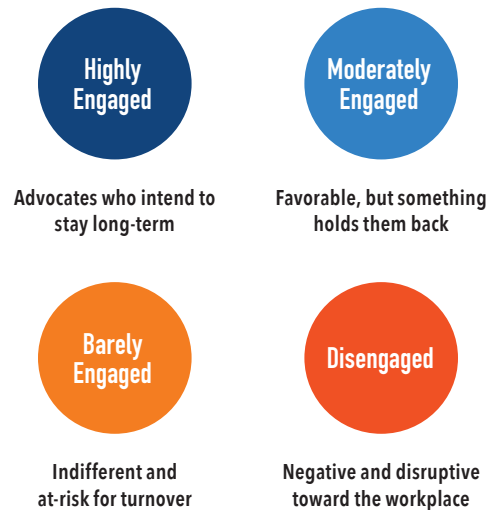 Highly
Engaged
Advocates who intend to
stay long-term
Moderately
Engaged
Favorable, but something
holds them back
Barely
Engaged
Indifferent and
at-risk for turnover
Disengaged
Negative and disruptive
toward the workplace